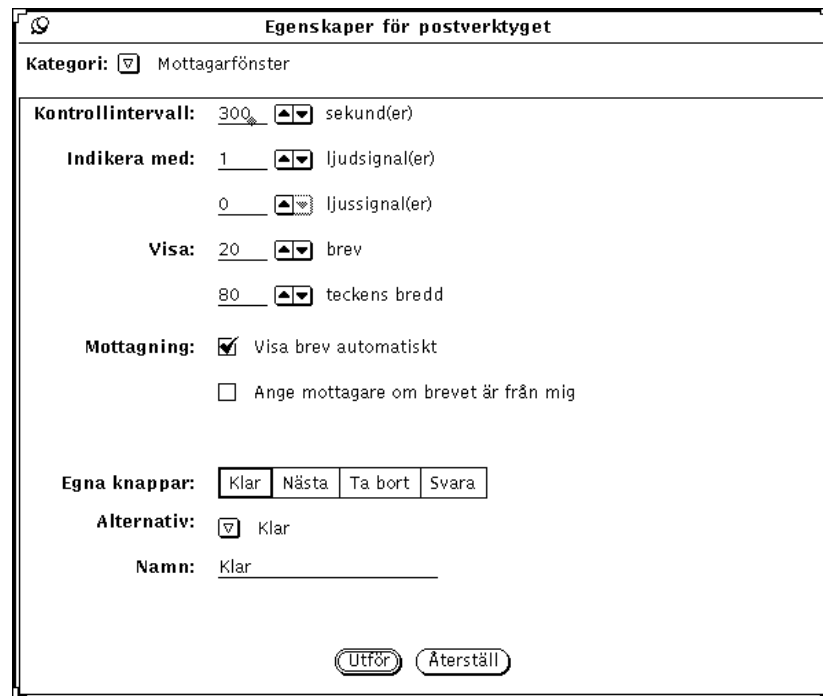 Egenskaper för postverktyget
Kategori: Mottagarfönster
Kontrollintervall: 300 sekund(er)
Indikera med: 1 ljudsignal(er)
0 ljussignal(er)
Visa: 20 brev
80 teckens bredd
Mottagning: Visa brev automatiskt
Ange mottagare om brevet är från mig
Egna knappar: Klar Nästa Ta bort Svara
Alternativ: Klar
Namn: Klar
Utför Återställ